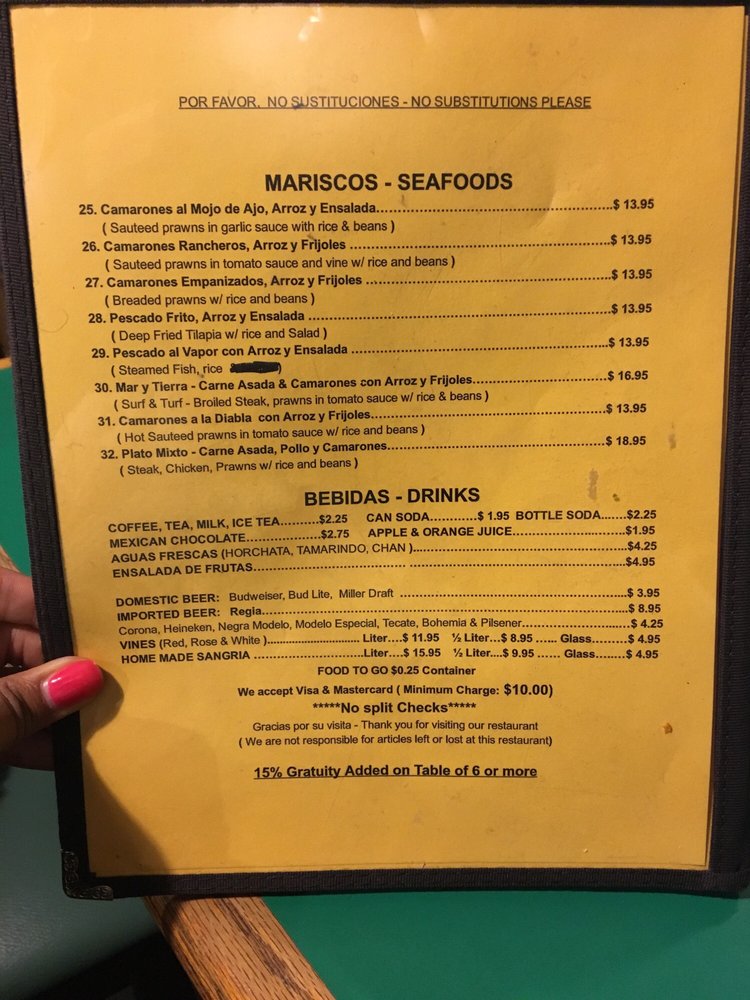 POR FAVOR, NO SUSTITUCIONES - NO SUBSTITUTIONS PLEASE
MARISCOS - SEAFOODS
25. Camarones al Mojo de Ajo, Arroz y Ensalada....................$ 13.95
( Sauteed prawns in garlic sauce with rice & beans )
26. Camarones Rancheros, Arroz y Frijoles ....................$ 13.95
( Sauteed prawns in tomato sauce and vine w/ rice and beans )
27. Camarones Empanizados, Arroz y Frijoles ....................$ 13.95
( Breaded prawns w/ rice and beans )
28. Pescado Frito, Arroz y Ensalada ....................$ 13.95
( Deep Fried Tilapia w/ rice and Salad )
29. Pescado al Vapor con Arroz y Ensalada ....................$ 13.95
( Steamed Fish, rice )
30. Mar y Tierra - Carne Asada & Camarones con Arroz y Frijoles....................$ 16.95
( Surf & Turf - Broiled Steak, prawns in tomato sauce w/ rice & beans )
31. Camarones a la Diabla con Arroz y Frijoles....................$ 13.95
( Hot Sauteed prawns in tomato sauce w/ rice and beans )
32. Plato Mixto - Carne Asada, Pollo y Camarones....................$ 18.95
( Steak, Chicken, Prawns w/ rice and beans )
BEBIDAS - DRINKS
COFFEE, TEA, MILK, ICE TEA..........$2.25 CAN SODA............$ 1.95 BOTTLE SODA.......$2.25
MEXICAN CHOCOLATE....................$2.75 APPLE & ORANGE JUICE....................$1.95
AGUAS FRESCAS (HORCHATA, TAMARINDO, CHAN )....................$4.25
ENSALADA DE FRUTAS....................$4.95
DOMESTIC BEER: Budweiser, Bud Lite, Miller Draft ....................$ 3.95
IMPORTED BEER: Regia....................$ 8.95
Corona, Heineken, Negra Modelo, Modelo Especial, Tecate, Bohemia & Pilsener....................$ 4.25
VINES (Red, Rose & White )....................Liter....$ 11.95 ½ Liter...$ 8.95 ...... Glass.........$ 4.95
HOME MADE SANGRIA ....................Liter....$ 15.95 ½ Liter....$ 9.95 ...... Glass........$ 4.95
FOOD TO GO $0.25 Container
We accept Visa & Mastercard ( Minimum Charge: $10.00)
*****No split Checks*****
Gracias por su visita - Thank you for visiting our restaurant
( We are not responsible for articles left or lost at this restaurant)
15% Gratuity Added on Table of 6 or more